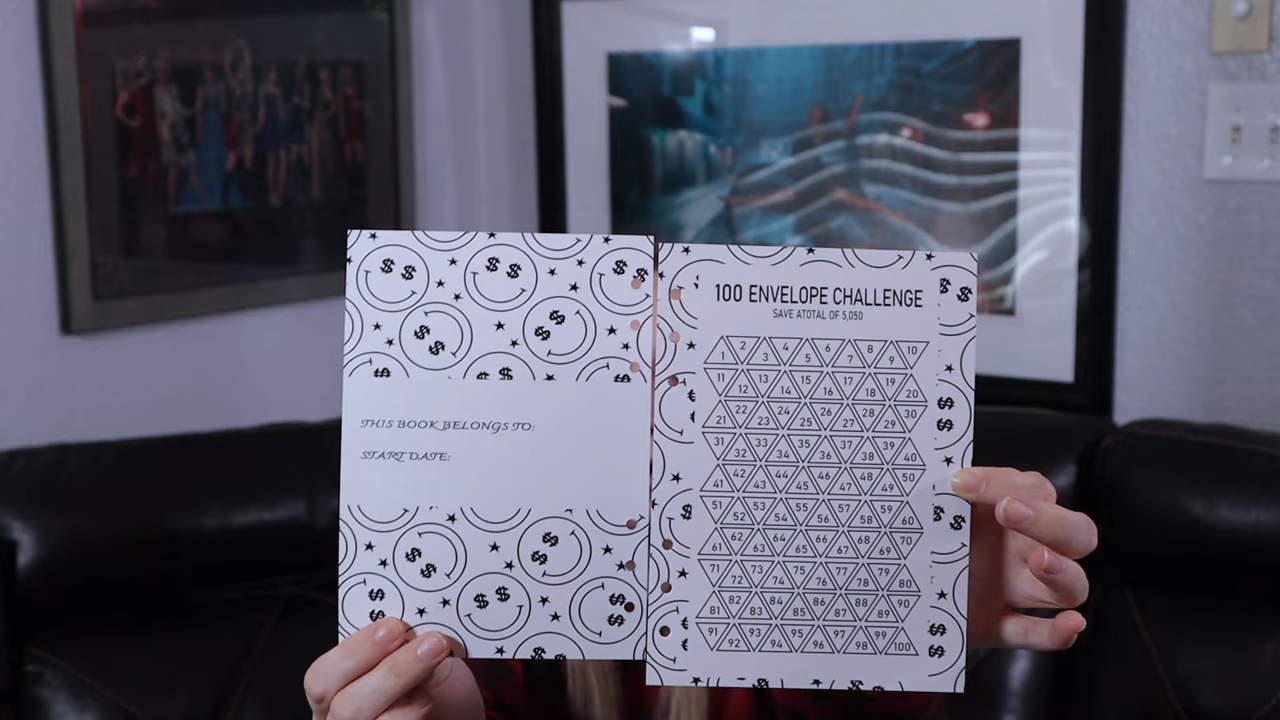 THIS BOOK BELONGS TO:
START DATE:
100 ENVELOPE CHALLENGE
SAVE ATOTAL OF 5,050
1 2 3 4 5 6 7 8 9 10
11 12 13 14 15 16 17 18 19 20
21 22 23 24 25 26 27 28 29 30
31 32 33 34 35 36 37 38 39 40
41 42 43 44 45 46 47 48 49 50
51 52 53 54 55 56 57 58 59 60
61 62 63 64 65 66 67 68 69 70
71 72 73 74 75 76 77 78 79 80
81 82 83 84 85 86 87 88 89 90
91 92 93 94 95 96 97 98 99 100